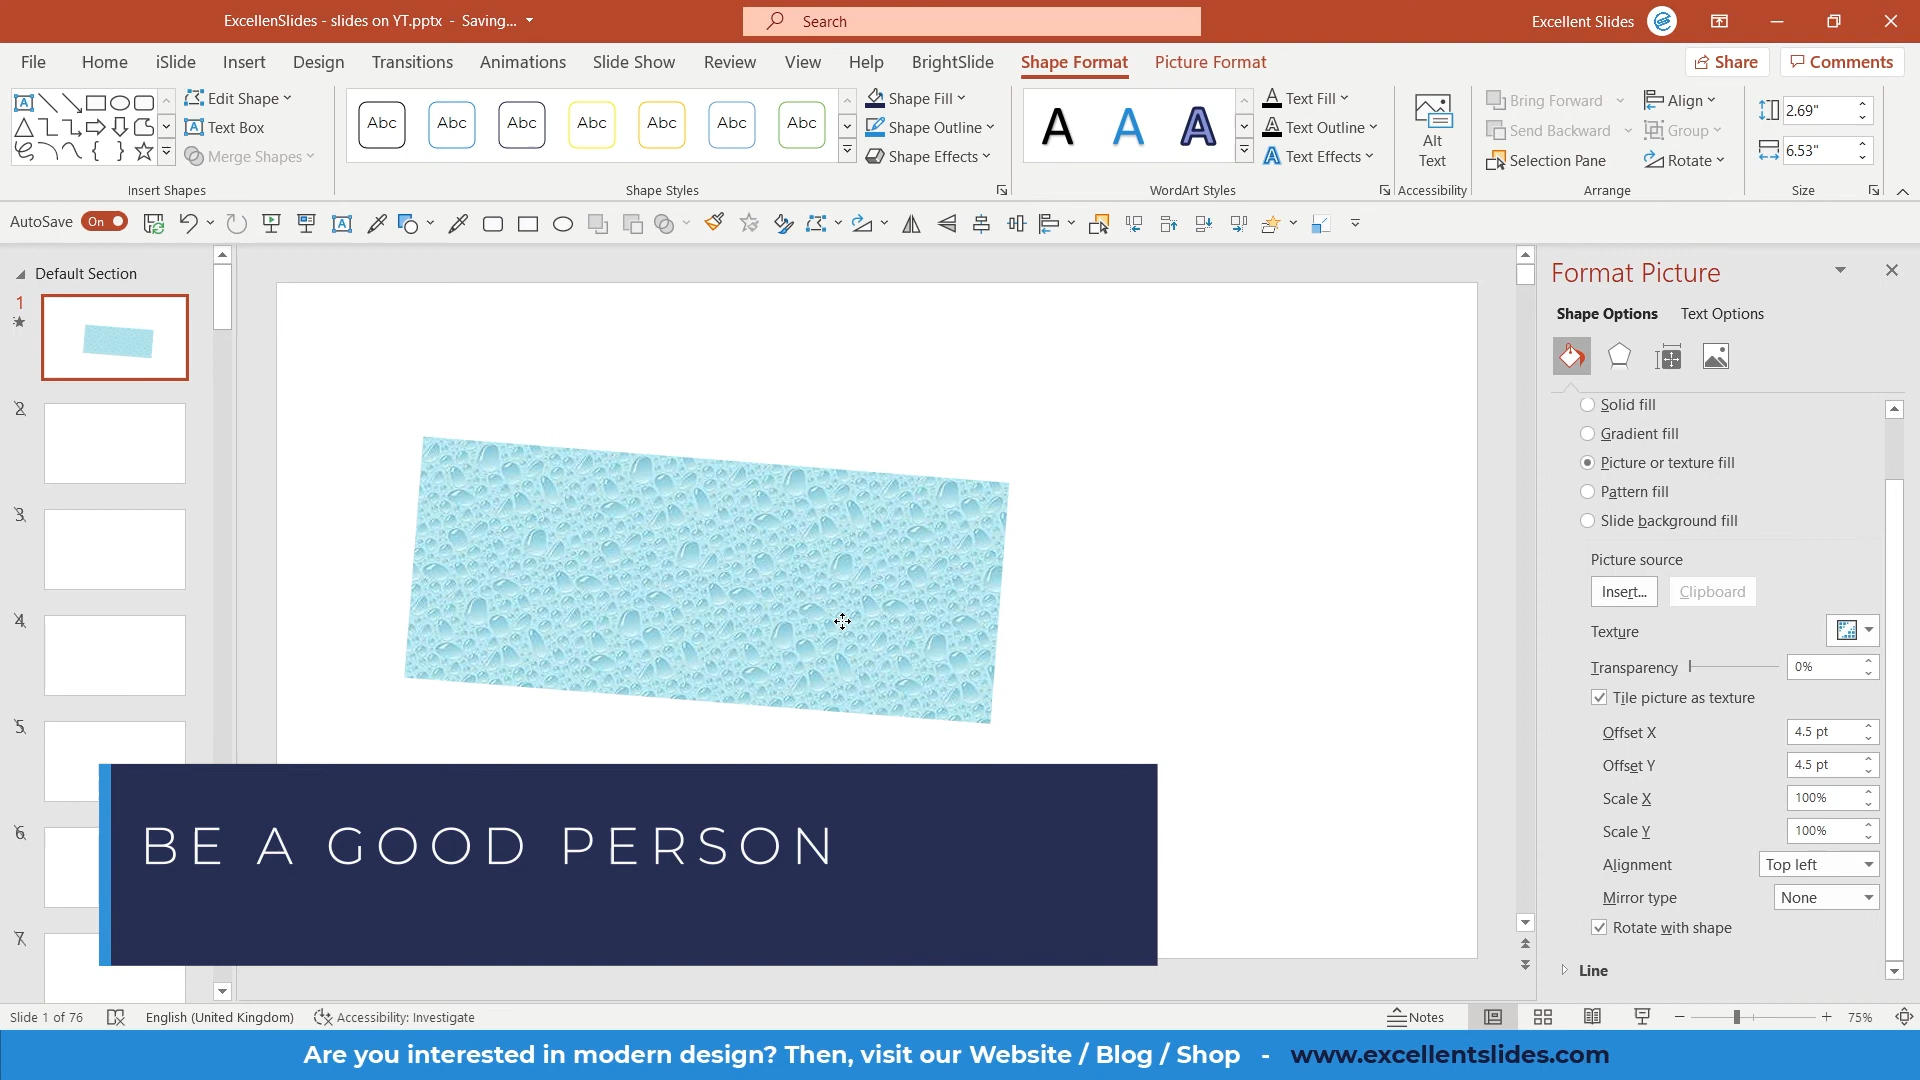 ExcellenSlides - slides on YT.pptx - Saving...
Search
Excellent Slides
File Home iSlide Insert Design Transitions Animations Slide Show Review View Help BrightSlide Shape Format Picture Format Share Comments
Edit Shape
Text Box
Merge Shapes
Insert Shapes
Abc Abc Abc Abc Abc Abc Abc
Shape Fill
Shape Outline
Shape Effects
Shape Styles
A A A
Text Fill
Text Outline
Text Effects
WordArt Styles
Alt
Text
Accessibility
Bring Forward
Send Backward
Selection Pane
Align
Group
Rotate
Arrange
2.69"
6.53"
Size
AutoSave On
Default Section
1
2
3
4
5
6
7
BE A GOOD PERSON
Format Picture
Shape Options Text Options
Solid fill
Gradient fill
Picture or texture fill
Pattern fill
Slide background fill
Picture source
Insert... Clipboard
Texture
Transparency 0%
Tile picture as texture
Offset X 4.5 pt
Offset Y 4.5 pt
Scale X 100%
Scale Y 100%
Alignment Top left
Mirror type None
Rotate with shape
Line
Slide 1 of 76 English (United Kingdom) Accessibility: Investigate Notes 75%
Are you interested in modern design? Then, visit our Website / Blog / Shop - www.excellentslides.com